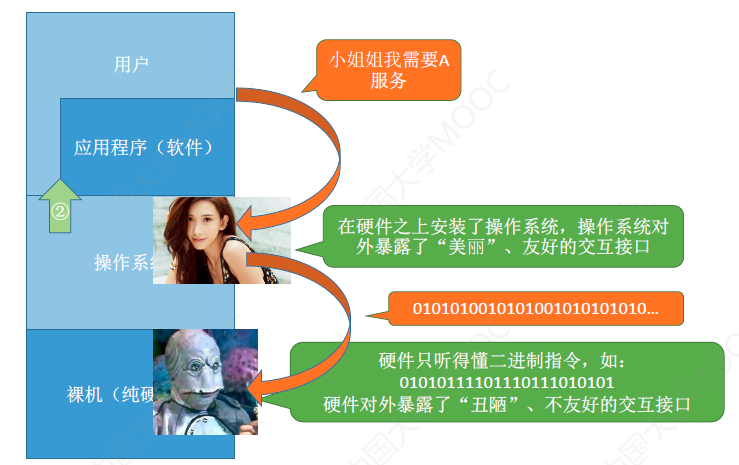 用户
小姐姐我需要A
服务
应用程序（软件）
②
在硬件之上安装了操作系统，操作系统对
外暴露了“美丽”、友好的交互接口
操作系
0101010010101001010101010…
硬件只听得懂二进制指令，如：
01010111101110111010101
硬件对外暴露了“丑陋”、不友好的交互接口
裸机（纯硬
中国大学MOOC